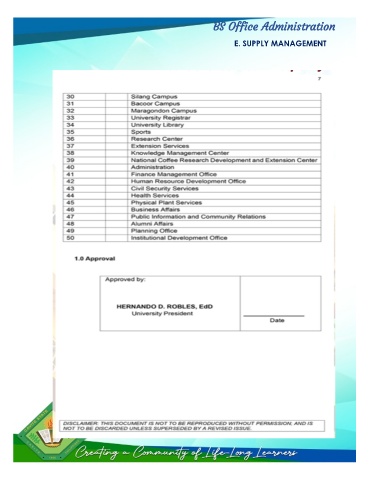 BS Office Administration
E. SUPPLY MANAGEMENT
7
30 Silang Campus
31 Bacoor Campus
32 Maragondon Campus
33 University Registrar
34 University Library
35 Sports
36 Research Center
37 Extension Services
38 Knowledge Management Center
39 National Coffee Research Development and Extension Center
40 Administration
41 Finance Management Office
42 Human Resource Development Office
43 Civil Security Services
44 Health Services
45 Physical Plant Services
46 Business Affairs
47 Public Information and Community Relations
48 Alumni Affairs
49 Planning Office
50 Institutional Development Office
1.0 Approval
Approved by:
HERNANDO D. ROBLES, EdD
University President
Date
DISCLAIMER: THIS DOCUMENT IS NOT TO BE REPRODUCED WITHOUT PERMISSION, AND IS
NOT TO BE DISCARDED UNLESS SUPERSEDED BY A REVISED ISSUE.
Creating a Community of Life-Long Learners